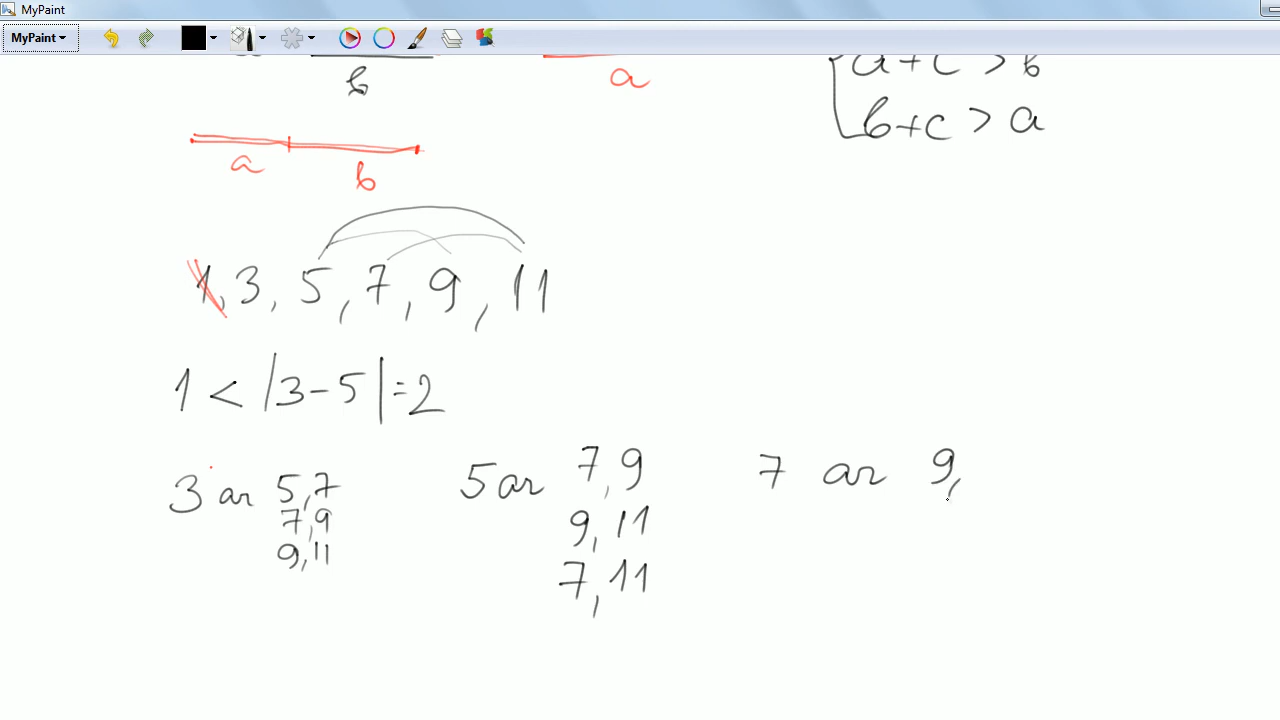 MyPaint
MyPaint
b
a
a+c > b
b+c > a
a
b
1, 3, 5, 7, 9, 11
1 < |3-5| = 2
3 ar 5,7
7,9
9,11
5 ar 7,9
9,11
7,11
7 ar 9,